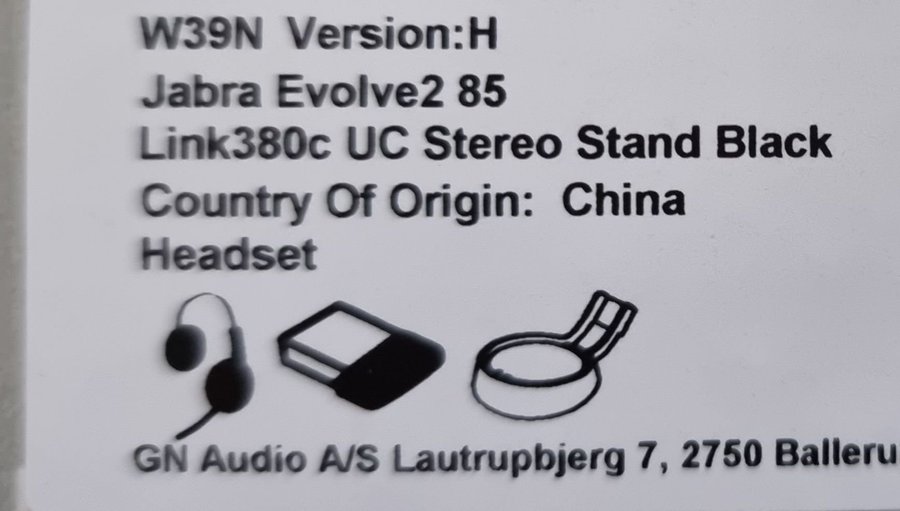 W39N Version:H
Jabra Evolve2 85
Link380c UC Stereo Stand Black
Country Of Origin: China
Headset
GN Audio A/S Lautrupbjerg 7, 2750 Balleru